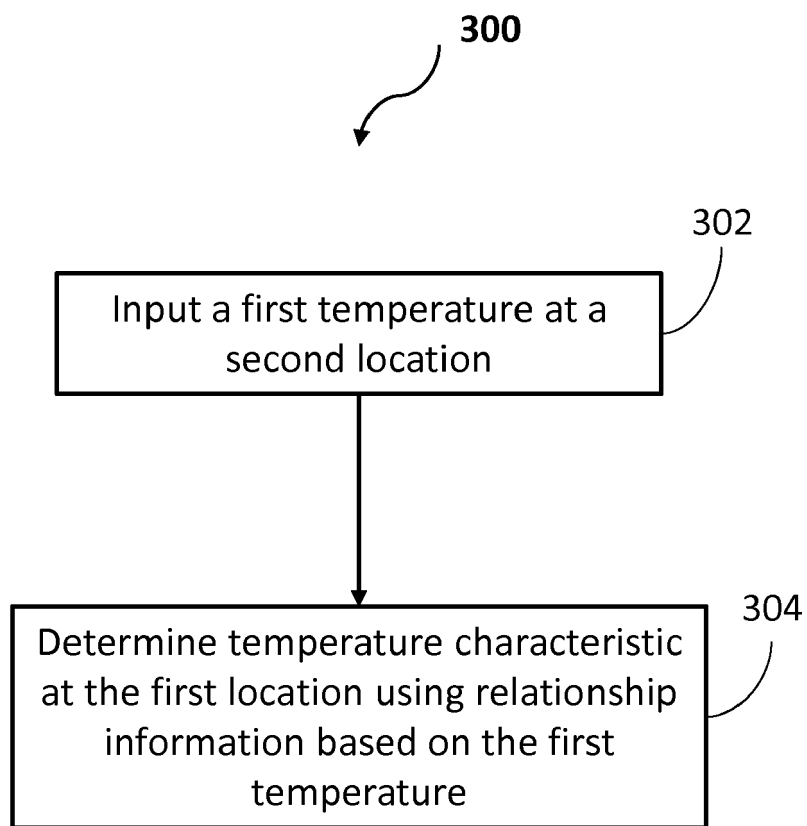 300
302
Input a first temperature at a
second location
304
Determine temperature characteristic
at the first location using relationship
information based on the first
temperature